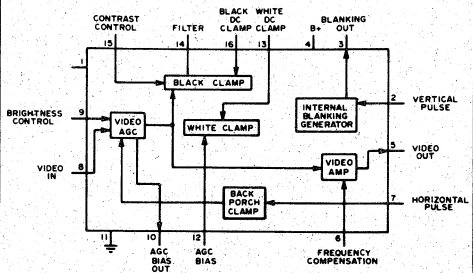 CONTRAST
CONTROL
15
FILTER
14
BLACK
DC
CLAMP
16
WHITE
DC
CLAMP
13
B+
4
BLANKING
OUT
3
1
BLACK CLAMP
BRIGHTNESS
CONTROL
9
VIDEO
AGC
WHITE CLAMP
INTERNAL
BLANKING
GENERATOR
2
VERTICAL
PULSE
VIDEO
IN
8
VIDEO
AMP
5
VIDEO
OUT
BACK
PORCH
CLAMP
7
HORIZONTAL
PULSE
11
10
AGC
BIAS
OUT
12
AGC
BIAS
6
FREQUENCY
COMPENSATION